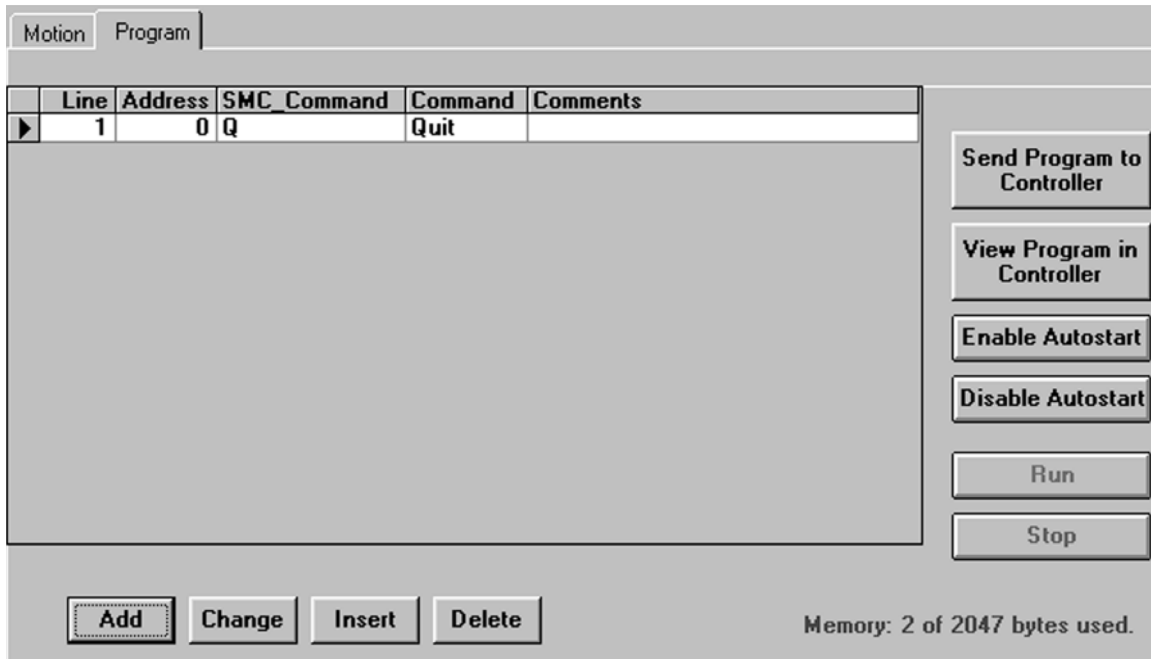 Motion Program
Line Address SMC_Command Command Comments
1 0 Q Quit
Send Program to
Controller
View Program in
Controller
Enable Autostart
Disable Autostart
Run
Stop
Add Change Insert Delete
Memory: 2 of 2047 bytes used.